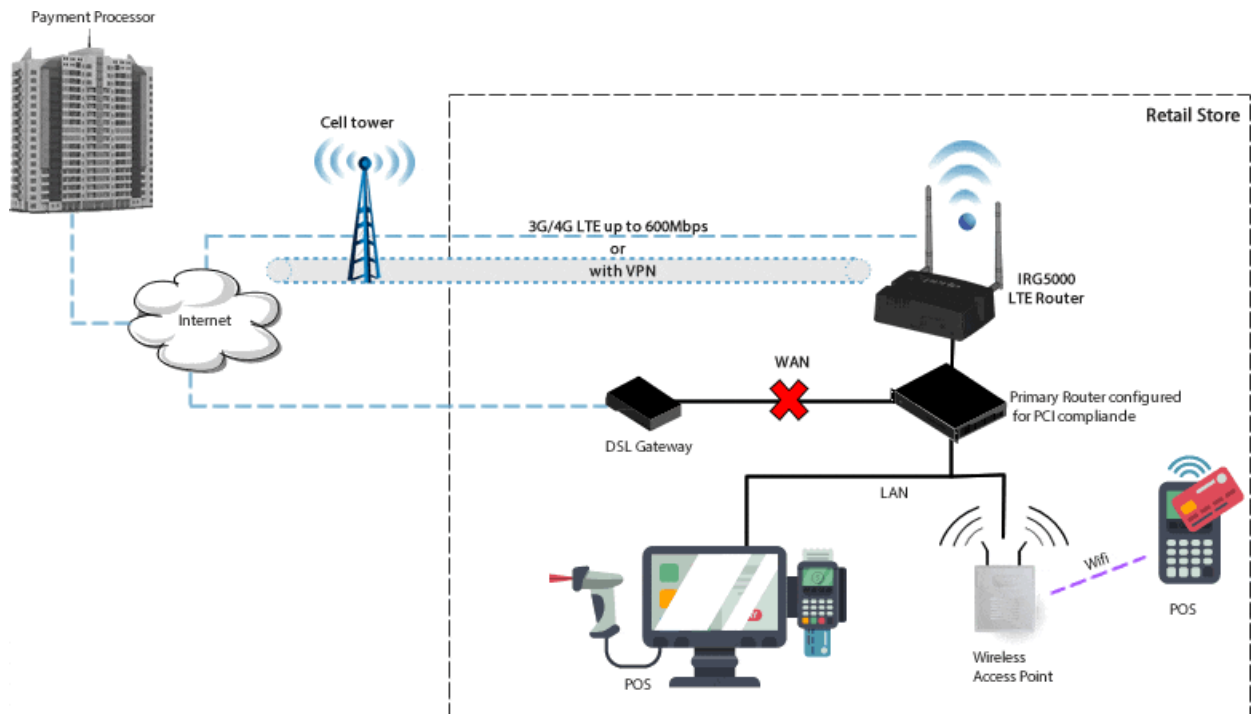 Payment Processor
Retail Store
Cell tower
3G/4G LTE up to 600Mbps
or
with VPN
IRG5000
LTE Router
Internet
WAN
Primary Router configured
for PCI compliande
DSL Gateway
LAN
Wifi
POS
Wireless
Access Point
POS